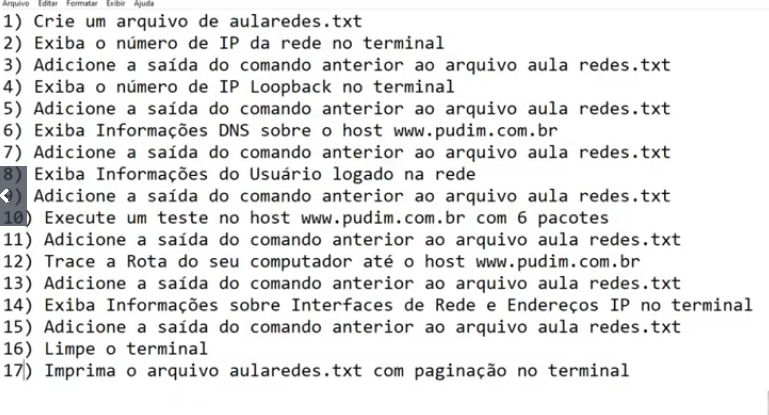 Arquivo Editar Formatar Exibir Ajuda
1) Crie um arquivo de aularedes.txt
2) Exiba o número de IP da rede no terminal
3) Adicione a saída do comando anterior ao arquivo aula redes.txt
4) Exiba o número de IP Loopback no terminal
5) Adicione a saída do comando anterior ao arquivo aula redes.txt
6) Exiba Informações DNS sobre o host www.pudim.com.br
7) Adicione a saída do comando anterior ao arquivo aula redes.txt
8) Exiba Informações do Usuário logado na rede
9) Adicione a saída do comando anterior ao arquivo aula redes.txt
10) Execute um teste no host www.pudim.com.br com 6 pacotes
11) Adicione a saída do comando anterior ao arquivo aula redes.txt
12) Trace a Rota do seu computador até o host www.pudim.com.br
13) Adicione a saída do comando anterior ao arquivo aula redes.txt
14) Exiba Informações sobre Interfaces de Rede e Endereços IP no terminal
15) Adicione a saída do comando anterior ao arquivo aula redes.txt
16) Limpe o terminal
17) Imprima o arquivo aularedes.txt com paginação no terminal